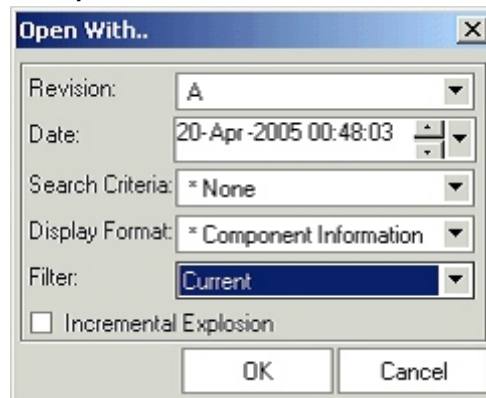 Open With..
Revision: A
Date: 20-Apr-2005 00:48:03
Search Criteria: * None
Display Format: * Component Information
Filter: Current
Incremental Explosion
OK Cancel